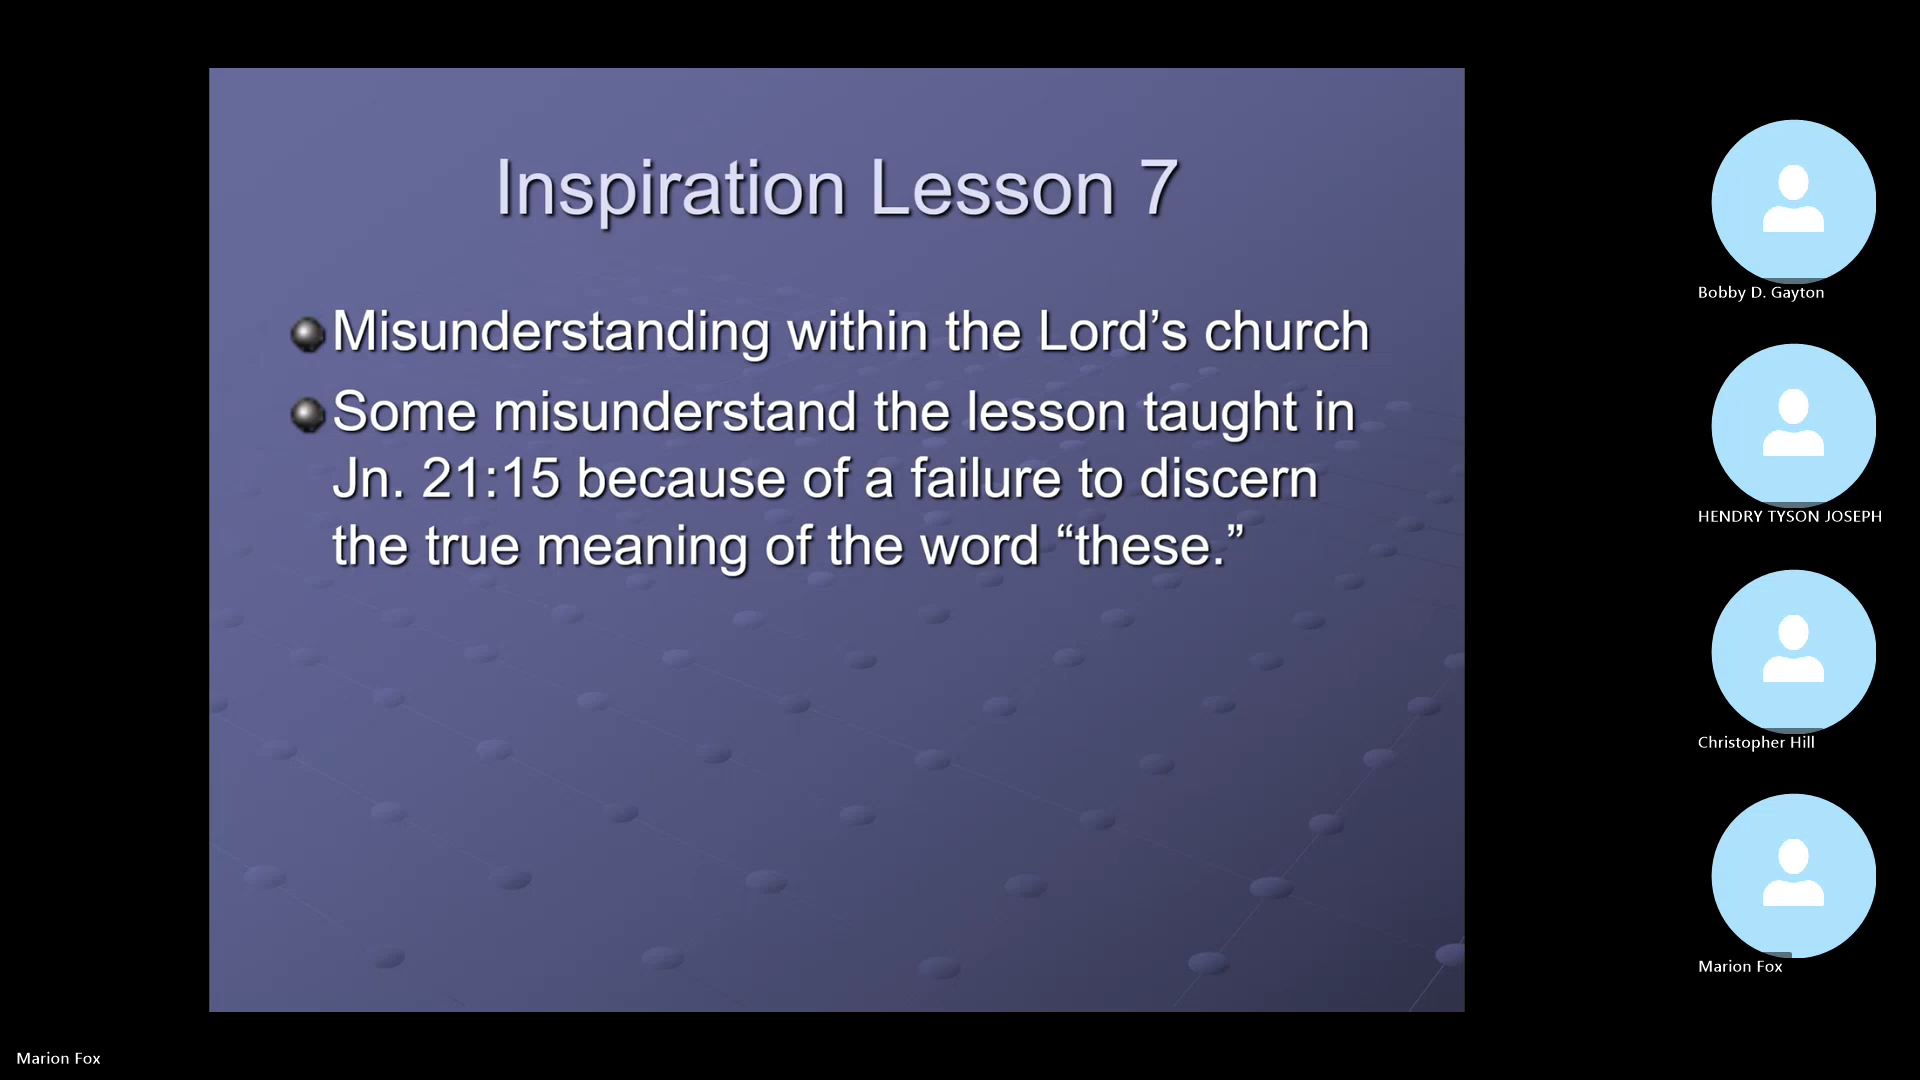 Inspiration Lesson 7
Misunderstanding within the Lord’s church
Some misunderstand the lesson taught in
Jn. 21:15 because of a failure to discern
the true meaning of the word “these.”
Bobby D. Gayton
HENDRY TYSON JOSEPH
Christopher Hill
Marion Fox
Marion Fox